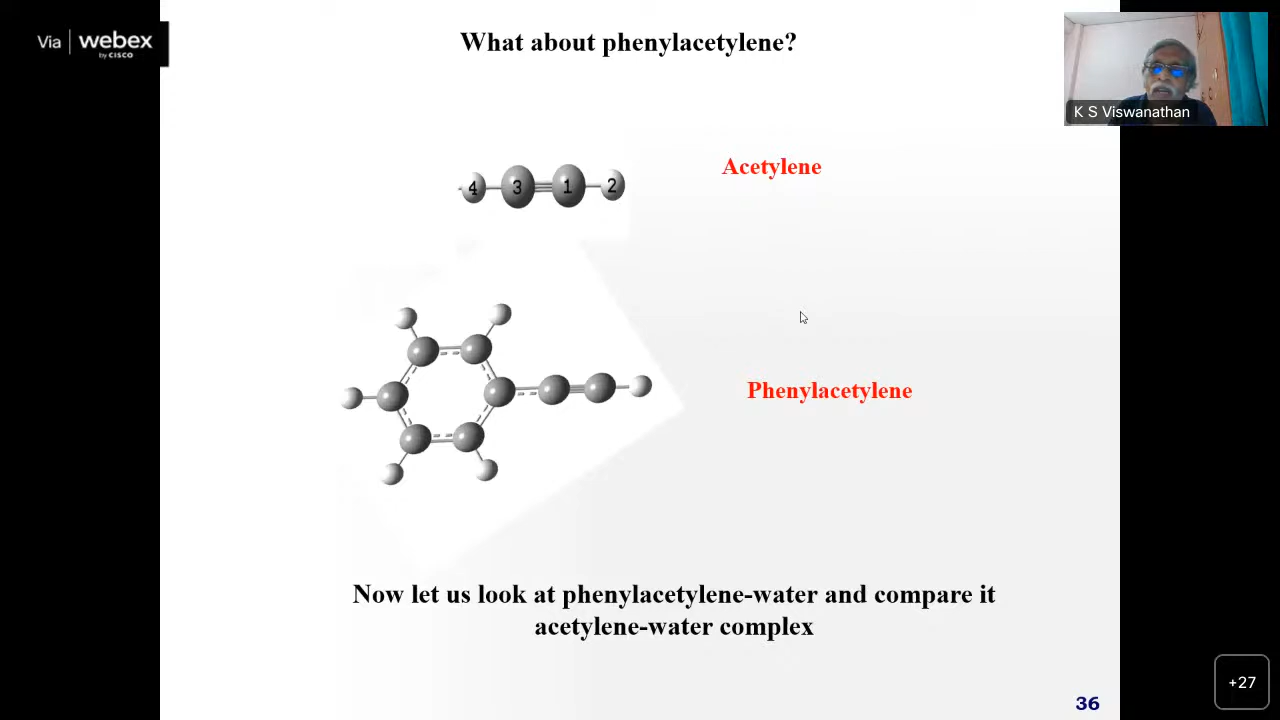 Via webex
by CISCO
What about phenylacetylene?
K S Viswanathan
Acetylene
4 3 1 2
Phenylacetylene
Now let us look at phenylacetylene-water and compare it
acetylene-water complex
36
+27